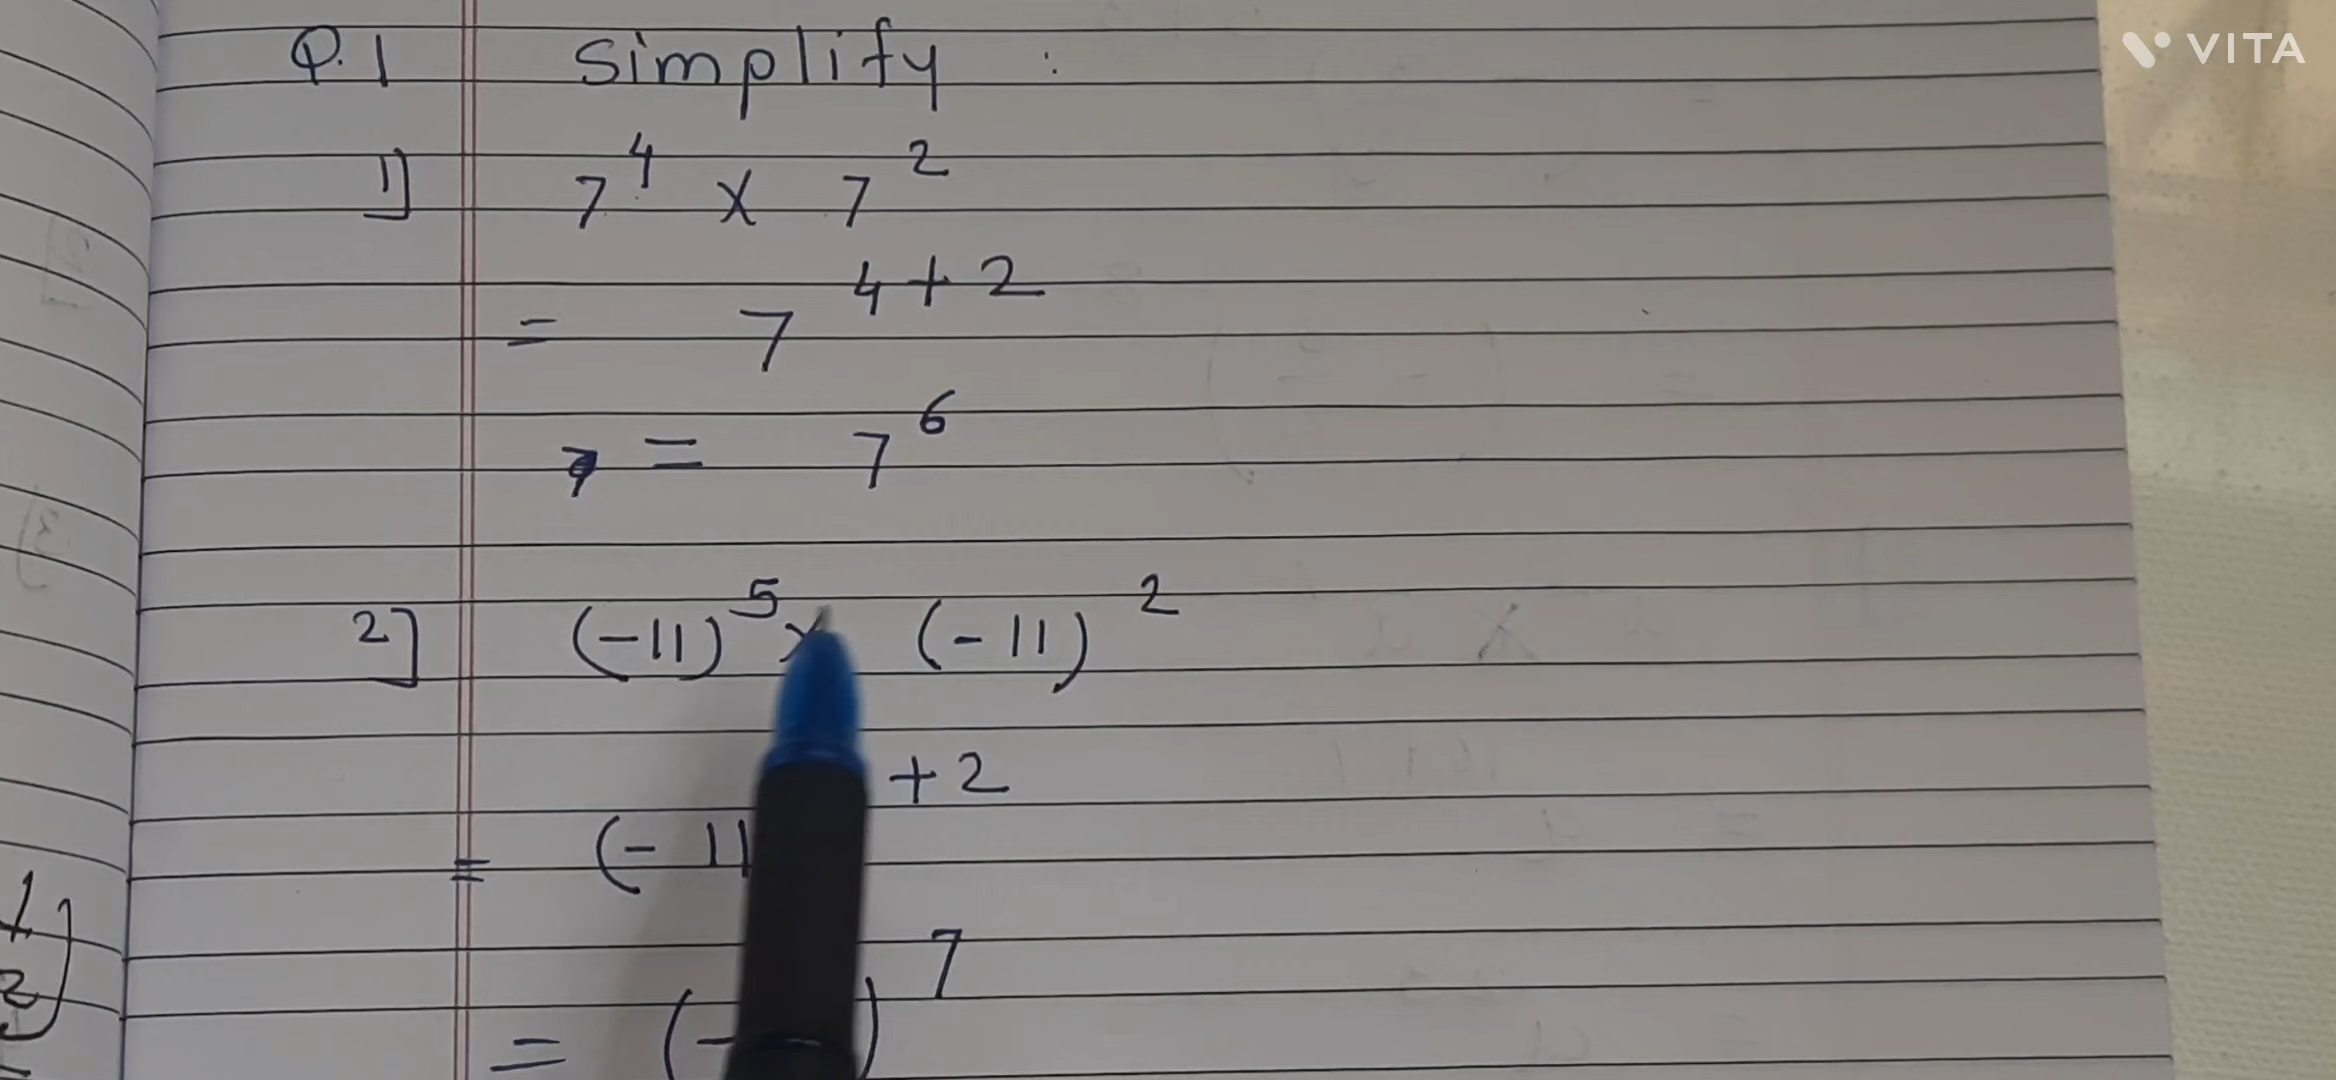 VITA
Q.1 Simplify :
1] 7⁴ × 7²
= 7⁴⁺²
= 7⁶
2] (-11)⁵ × (-11)²
= (-11 +2
= (- )⁷